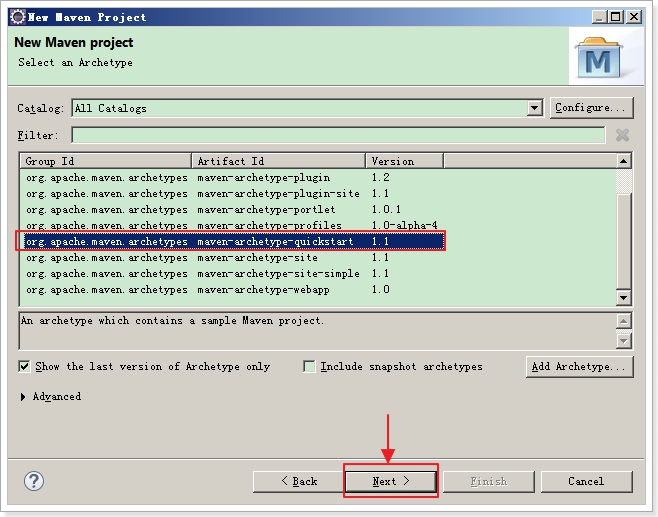 New Maven Project
New Maven project
Select an Archetype
M
Catalog: All Catalogs Configure...
Filter:
Group Id Artifact Id Version
org.apache.maven.archetypes maven-archetype-plugin 1.2
org.apache.maven.archetypes maven-archetype-plugin-site 1.1
org.apache.maven.archetypes maven-archetype-portlet 1.0.1
org.apache.maven.archetypes maven-archetype-profiles 1.0-alpha-4
org.apache.maven.archetypes maven-archetype-quickstart 1.1
org.apache.maven.archetypes maven-archetype-site 1.1
org.apache.maven.archetypes maven-archetype-site-simple 1.1
org.apache.maven.archetypes maven-archetype-webapp 1.0
An archetype which contains a sample Maven project.
Show the last version of Archetype only Include snapshot archetypes Add Archetype...
Advanced
? < Back Next > Finish Cancel